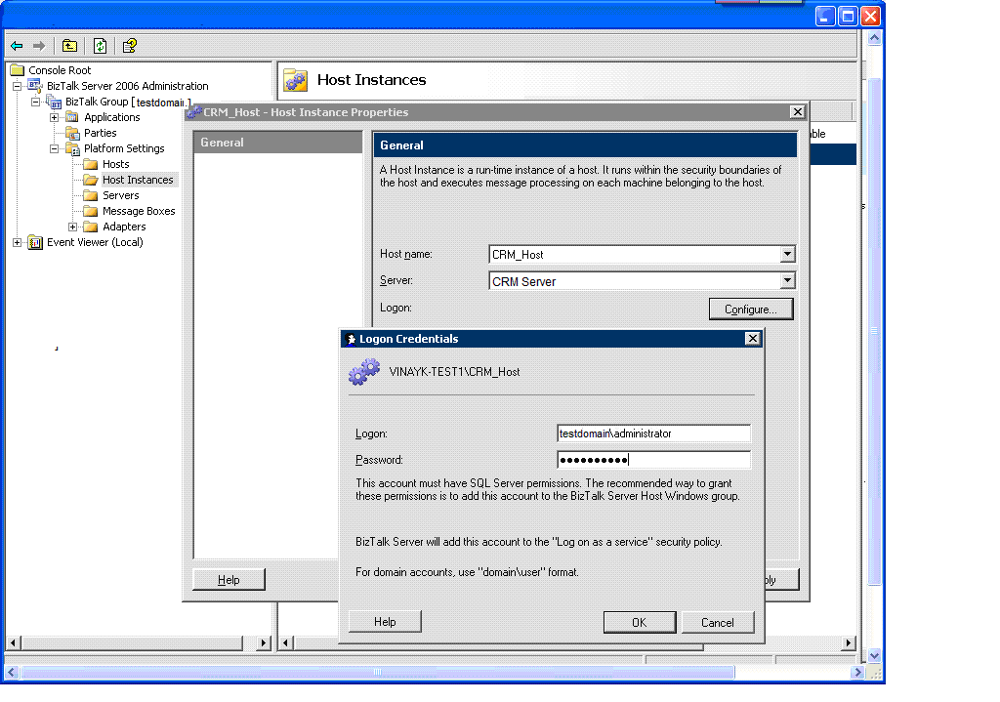 Console Root
BizTalk Server 2006 Administration
BizTalk Group [ testdomain. ]
Applications
Parties
Platform Settings
Hosts
Host Instances
Servers
Message Boxes
Adapters
Event Viewer (Local)
Host Instances
CRM_Host - Host Instance Properties
General
General
A Host Instance is a run-time instance of a host. It runs within the security boundaries of
the host and executes message processing on each machine belonging to the host.
Host name:
CRM_Host
Server:
CRM Server
Logon:
Configure...
Logon Credentials
VINAYK-TEST1\CRM_Host
Logon:
testdomain\administrator
Password:
●●●●●●●●●●
This account must have SQL Server permissions. The recommended way to grant
these permissions is to add this account to the BizTalk Server Host Windows group.
BizTalk Server will add this account to the "Log on as a service" security policy.
For domain accounts, use "domain\user" format.
Help
Help
OK
Cancel